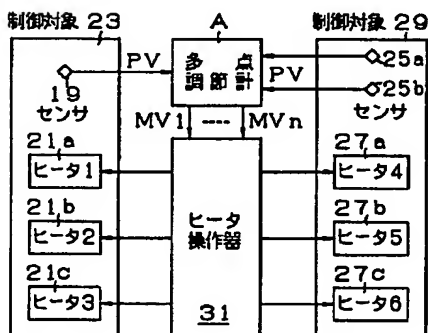 制御対象 23
A
制御対象 29
PV
多点
調節計
PV
25a
25b
19
センサ
センサ
MV1 ---- MVn
21a
ヒータ1
27a
ヒータ4
21b
ヒータ2
ヒータ
操作器
27b
ヒータ5
21c
ヒータ3
31
27c
ヒータ6